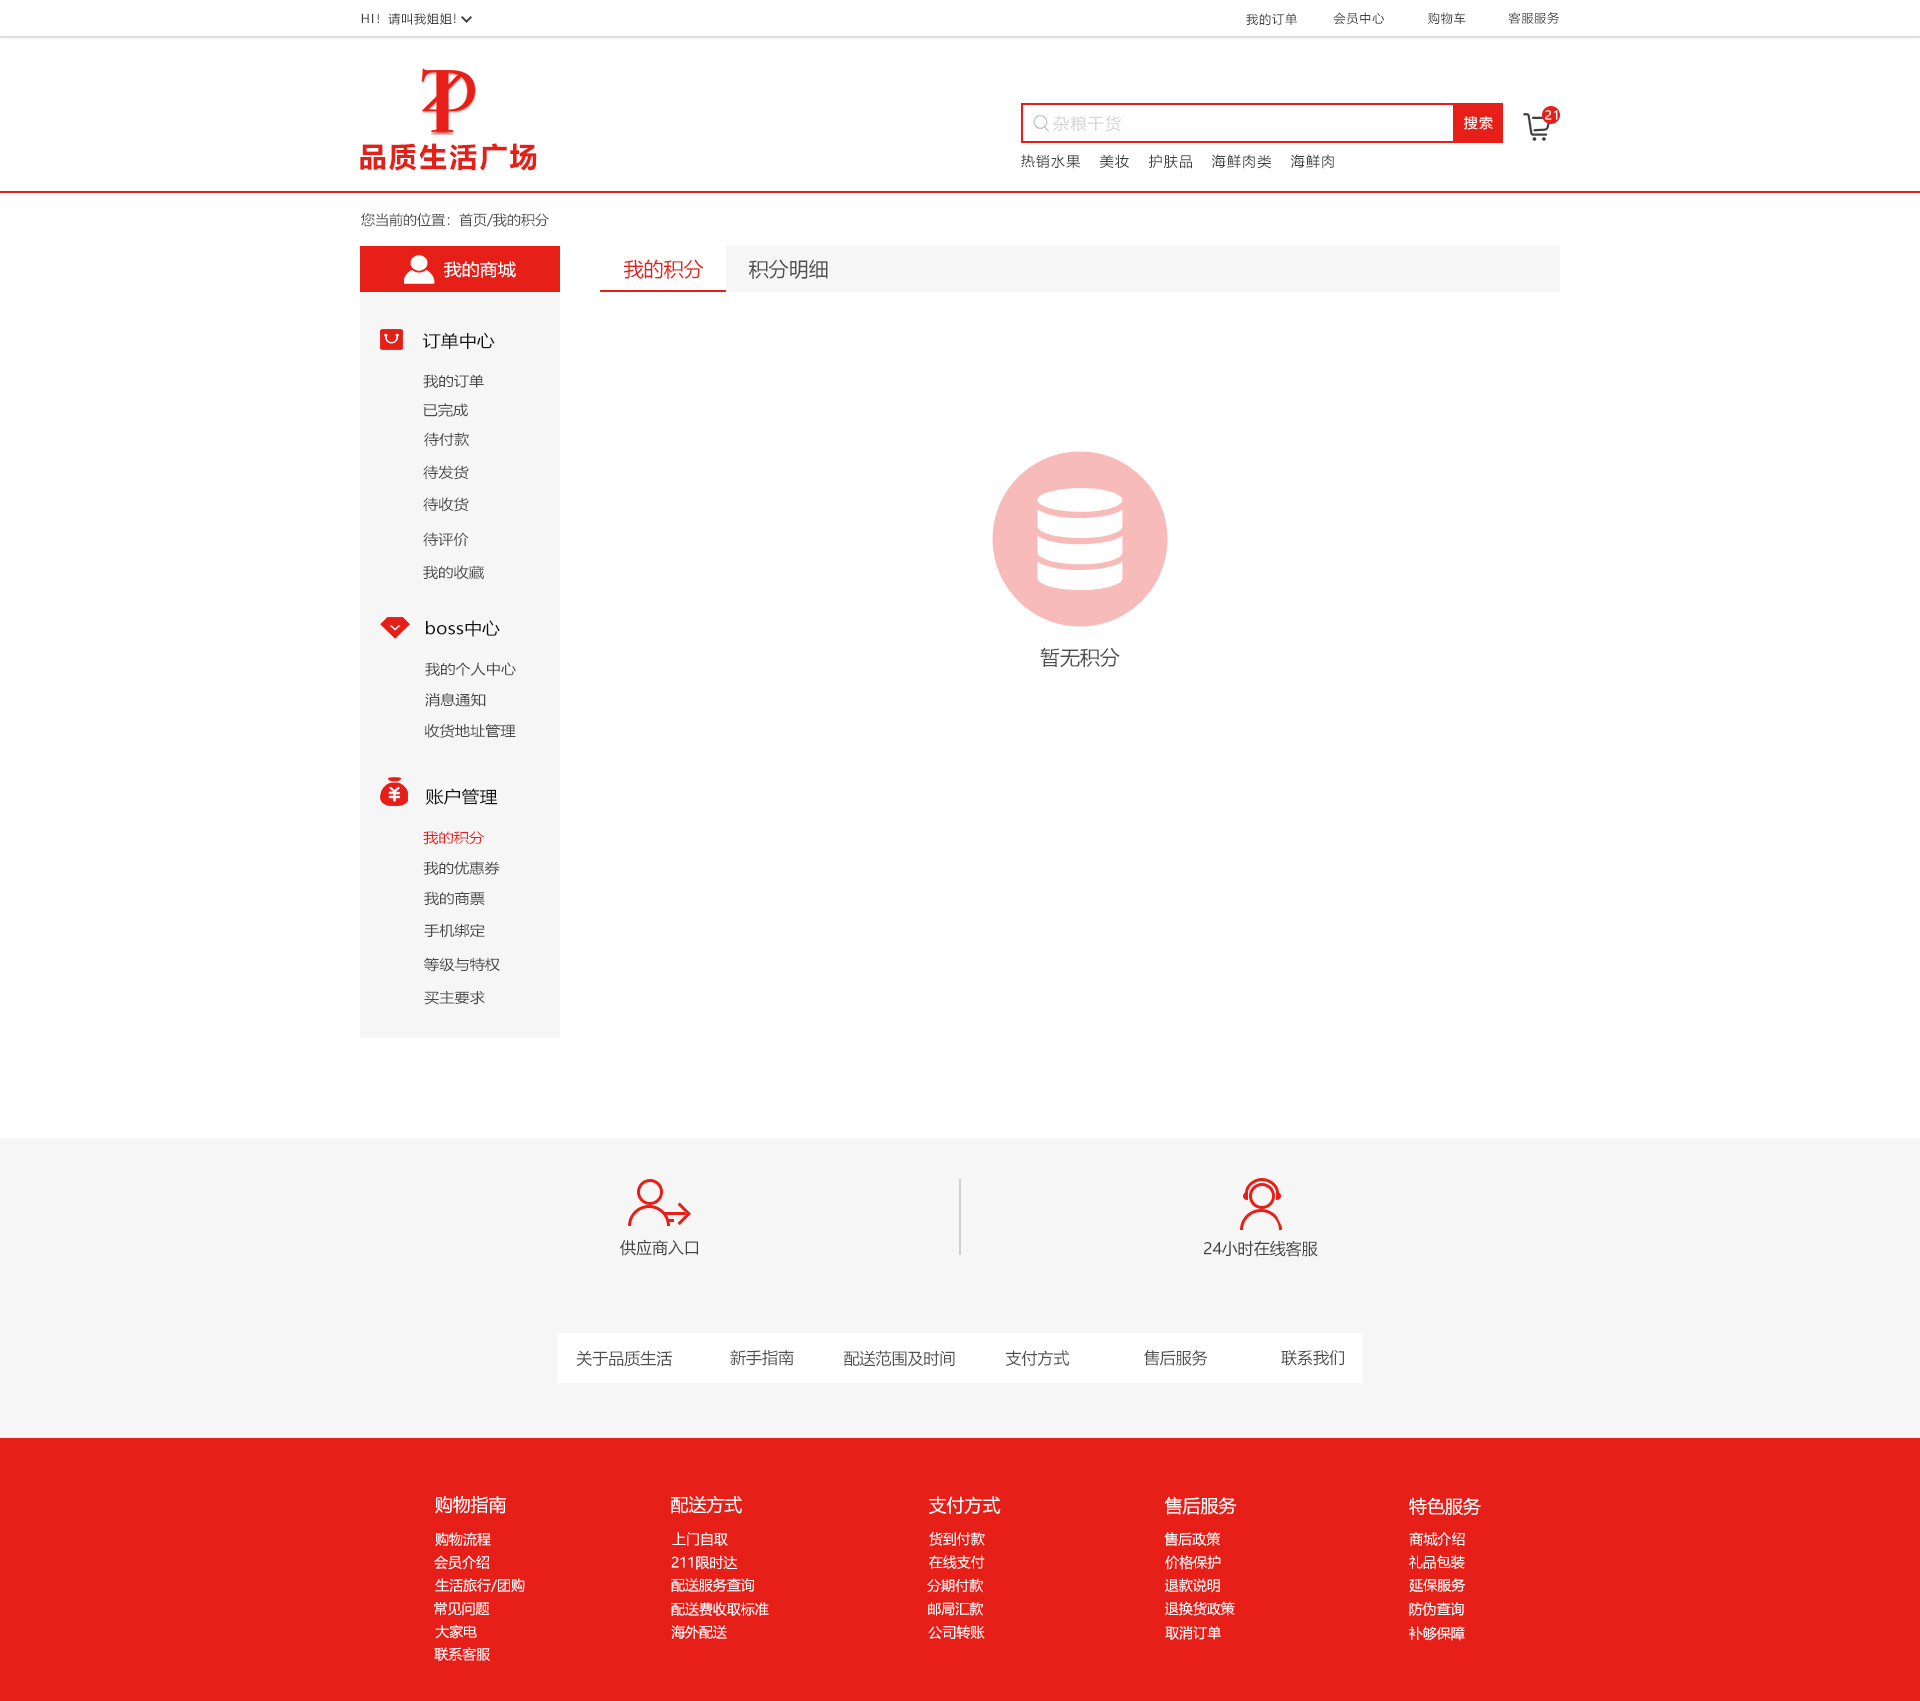 HI！请叫我姐姐! 我的订单 会员中心 购物车 客服服务
品质生活广场
杂粮干货 搜索 21
热销水果 美妆 护肤品 海鲜肉类 海鲜肉
您当前的位置：首页/我的积分
我的商城
我的积分 积分明细
订单中心
我的订单
已完成
待付款
待发货
待收货
待评价
我的收藏
boss中心
我的个人中心
消息通知
收货地址管理
账户管理
我的积分
我的优惠券
我的商票
手机绑定
等级与特权
买主要求
暂无积分
供应商入口
24小时在线客服
关于品质生活 新手指南 配送范围及时间 支付方式 售后服务 联系我们
购物指南
购物流程
会员介绍
生活旅行/团购
常见问题
大家电
联系客服
配送方式
上门自取
211限时达
配送服务查询
配送费收取标准
海外配送
支付方式
货到付款
在线支付
分期付款
邮局汇款
公司转账
售后服务
售后政策
价格保护
退款说明
退换货政策
取消订单
特色服务
商城介绍
礼品包装
延保服务
防伪查询
补够保障